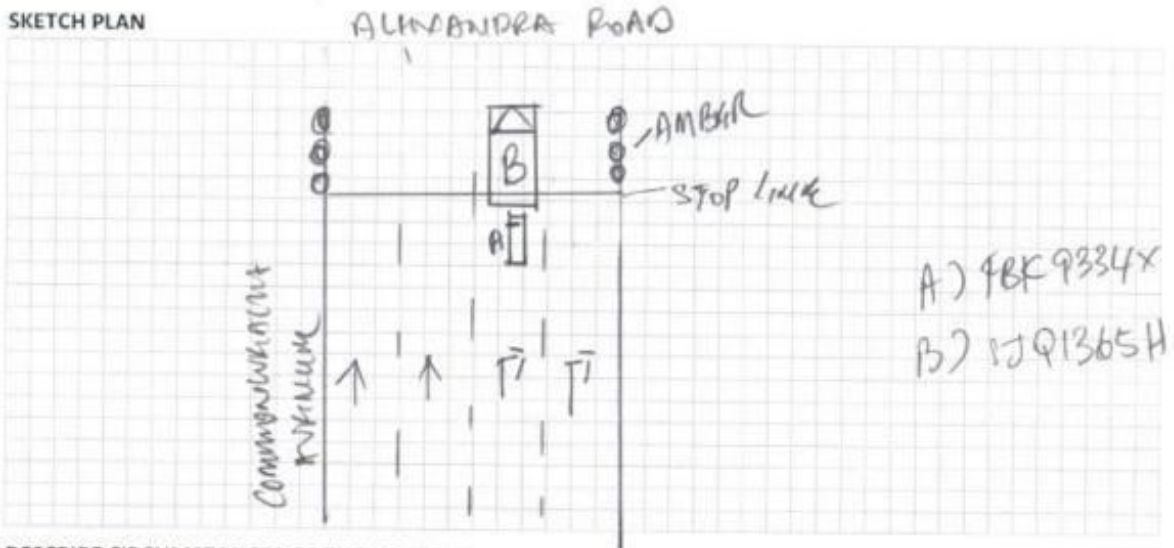 SKETCH PLAN
ALEXANDRA ROAD
AMBER
B
STOP LINE
A
COMMONWEALTH
AVENUE
A) FBK9334X
B) SJQ1365H